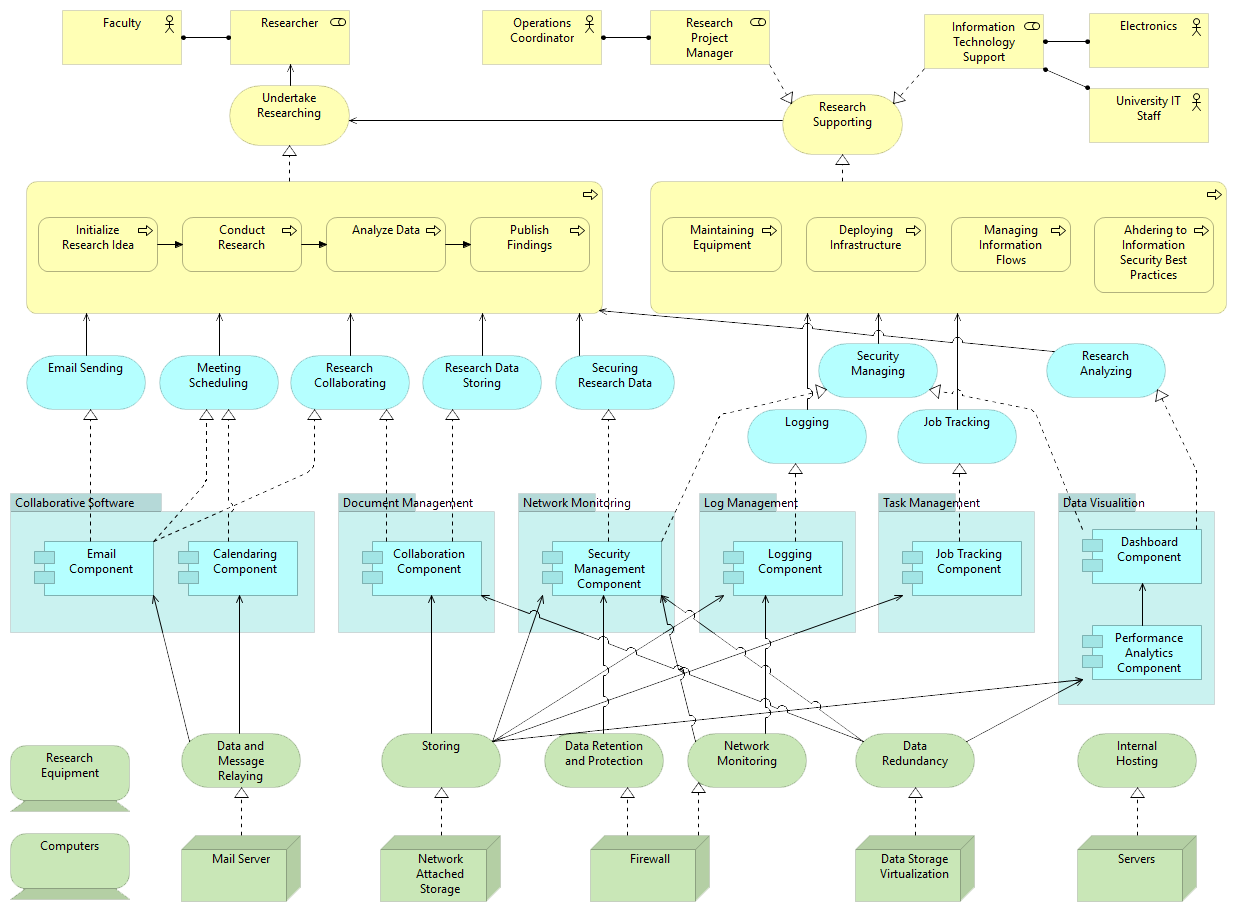 Faculty
Researcher
Operations
Coordinator
Research
Project
Manager
Information
Technology
Support
Electronics
University IT
Staff
Undertake
Researching
Research
Supporting
Initialize
Research Idea
Conduct
Research
Analyze Data
Publish
Findings
Maintaining
Equipment
Deploying
Infrastructure
Managing
Information
Flows
Ahdering to
Information
Security Best
Practices
Email Sending
Meeting
Scheduling
Research
Collaborating
Research Data
Storing
Securing
Research Data
Security
Managing
Research
Analyzing
Logging
Job Tracking
Collaborative Software
Document Management
Network Monitoring
Log Management
Task Management
Data Visualition
Email
Component
Calendaring
Component
Collaboration
Component
Security
Management
Component
Logging
Component
Job Tracking
Component
Dashboard
Component
Performance
Analytics
Component
Research
Equipment
Data and
Message
Relaying
Storing
Data Retention
and Protection
Network
Monitoring
Data
Redundancy
Internal
Hosting
Computers
Mail Server
Network
Attached
Storage
Firewall
Data Storage
Virtualization
Servers